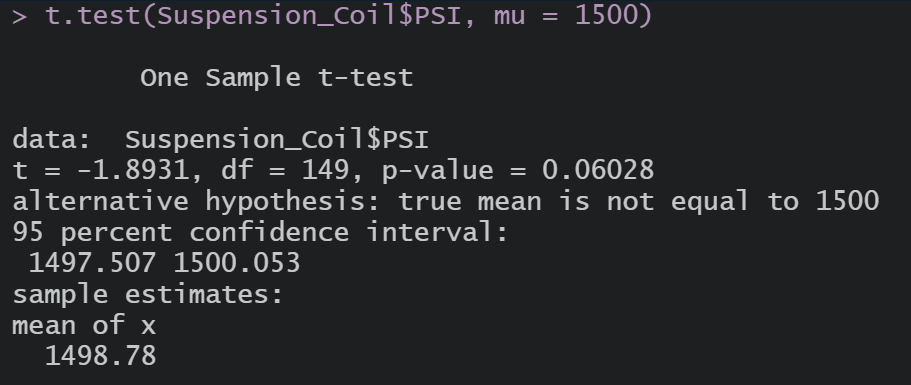 > t.test(Suspension_Coil$PSI, mu = 1500)
One Sample t-test
data:  Suspension_Coil$PSI
t = -1.8931, df = 149, p-value = 0.06028
alternative hypothesis: true mean is not equal to 1500
95 percent confidence interval:
1497.507 1500.053
sample estimates:
mean of x
1498.78